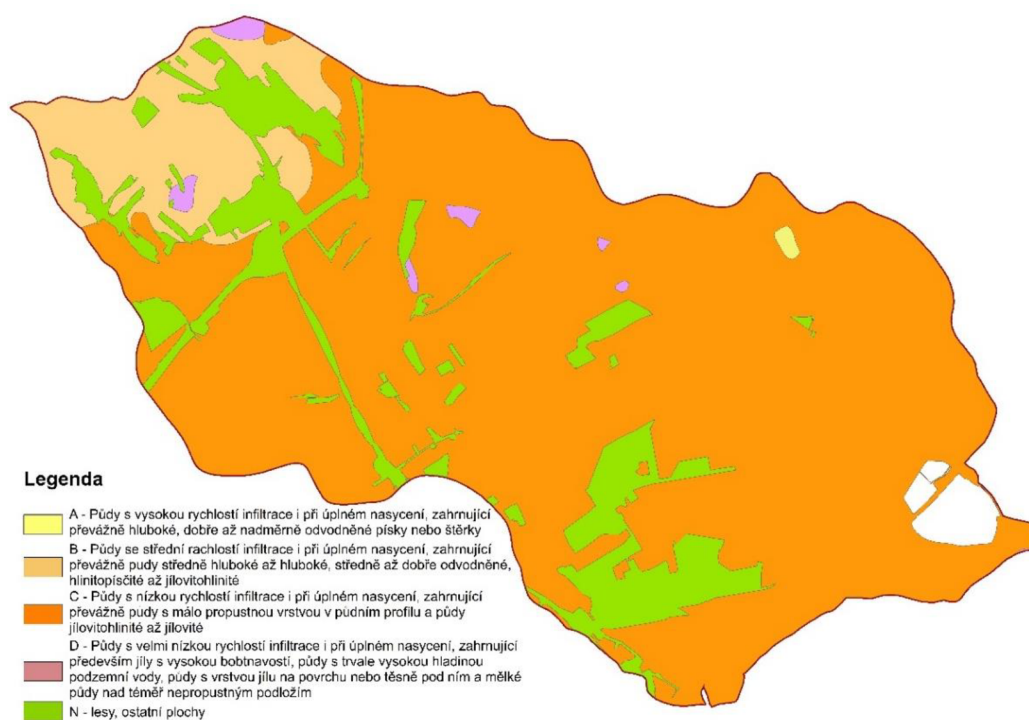 Legenda
A - Půdy s vysokou rychlostí infiltrace i při úplném nasycení, zahrnující
převážně hluboké, dobře až nadměrně odvodněné písky nebo štěrky
B - Půdy se střední rachlostí infiltrace i při úplném nasycení, zahrnující
převážně pudy středně hluboké až hluboké, středně až dobře odvodněné,
hlinitopísčité až jílovitohlinité
C - Půdy s nízkou rychlostí infiltrace i při úplném nasycení, zahrnující
převážně pudy s málo propustnou vrstvou v půdním profilu a půdy
jílovitohlinité až jílovité
D - Půdy s velmi nízkou rychlostí infiltrace i při úplném nasycení, zahrnující
především jíly s vysokou bobtnavostí, půdy s trvale vysokou hladinou
podzemní vody, půdy s vrstvou jílu na povrchu nebo těsně pod ním a mělké
půdy nad téměř nepropustným podložím
N - lesy, ostatní plochy